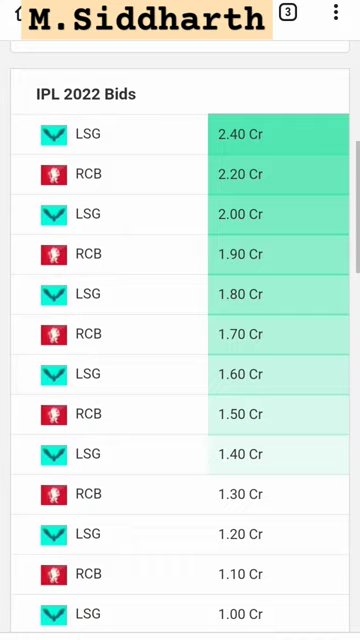 M.Siddharth
3
IPL 2022 Bids
LSG 2.40 Cr
RCB 2.20 Cr
LSG 2.00 Cr
RCB 1.90 Cr
LSG 1.80 Cr
RCB 1.70 Cr
LSG 1.60 Cr
RCB 1.50 Cr
LSG 1.40 Cr
RCB 1.30 Cr
LSG 1.20 Cr
RCB 1.10 Cr
LSG 1.00 Cr